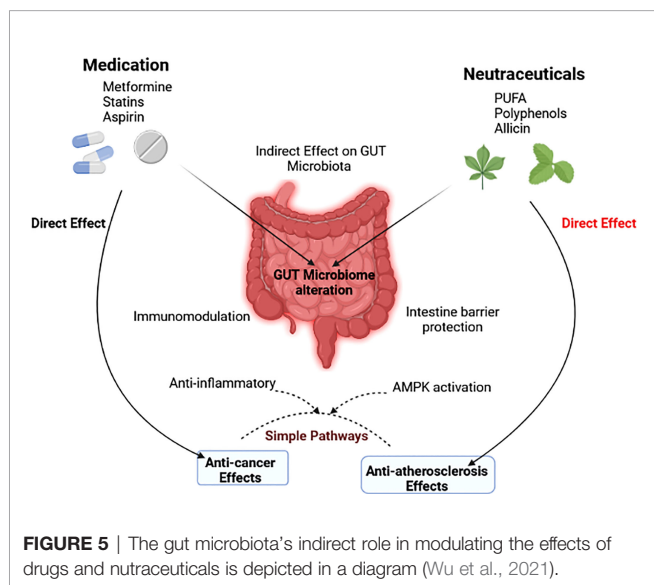 Medication
Metformine
Statins
Aspirin
Neutraceuticals
PUFA
Polyphenols
Allicin
Indirect Effect on GUT
Microbiota
Direct Effect
Direct Effect
GUT Microbiome
alteration
Immunomodulation
Intestine barrier
protection
Anti-inflammatory
AMPK activation
Simple Pathways
Anti-cancer
Effects
Anti-atherosclerosis
Effects
FIGURE 5 | The gut microbiota’s indirect role in modulating the effects of
drugs and nutraceuticals is depicted in a diagram (Wu et al., 2021).